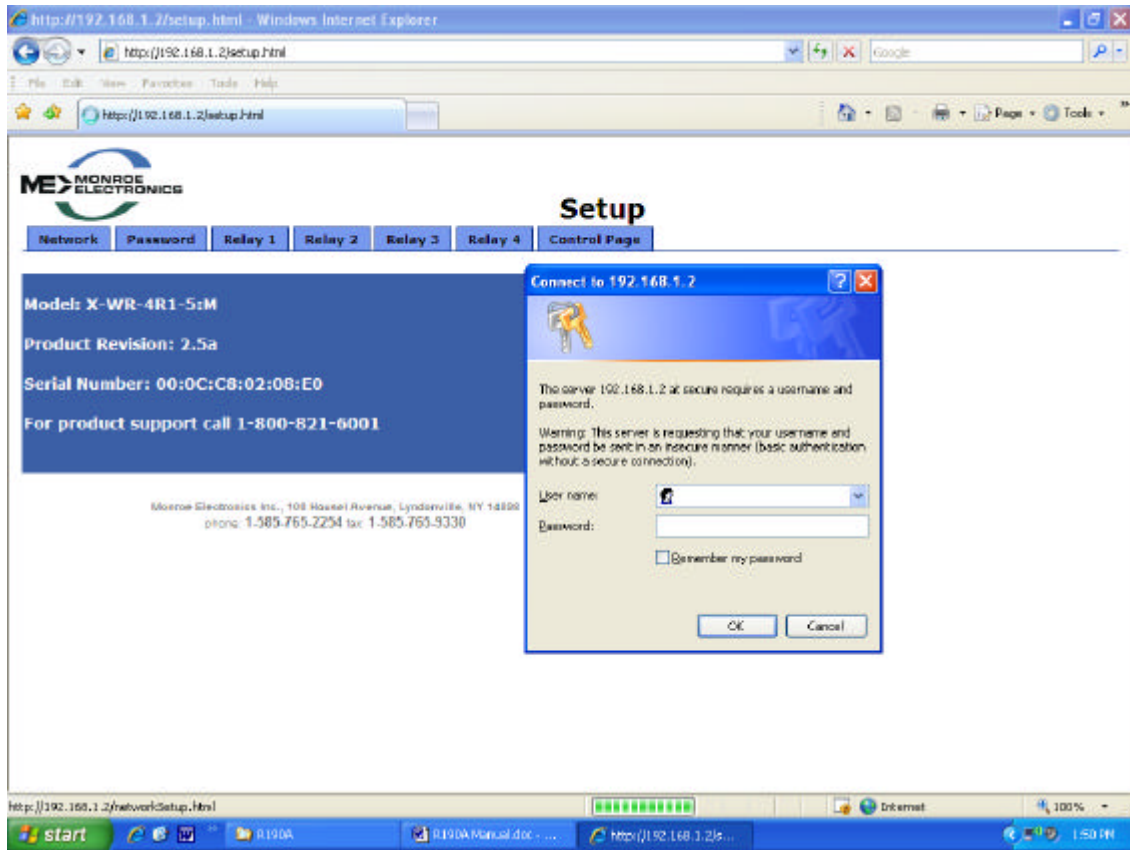 http://192.168.1.2/setup.html - Windows Internet Explorer
http://192.168.1.2/setup.html
Google
File Edit View Favorites Tools Help
http://192.168.1.2/setup.html
Page Tools
MONROE
ELECTRONICS
Setup
Network Password Relay 1 Relay 2 Relay 3 Relay 4 Control Page
Model: X-WR-4R1-5:M
Product Revision: 2.5a
Serial Number: 00:0C:C8:02:08:E0
For product support call 1-800-821-6001
Monroe Electronics Inc., 100 Housel Avenue, Lyndonville, NY 14098
phone: 1-585-765-2254 fax: 1-585-765-9330
Connect to 192.168.1.2
The server 192.168.1.2 at secure requires a username and
password.
Warning: This server is requesting that your username and
password be sent in an insecure manner (basic authentication
without a secure connection).
User name:
Password:
Remember my password
OK Cancel
http://192.168.1.2/networkSetup.html
Internet 100%
start R190A R190A Manual.doc - ... http://192.168.1.2/s... 1:50 PM